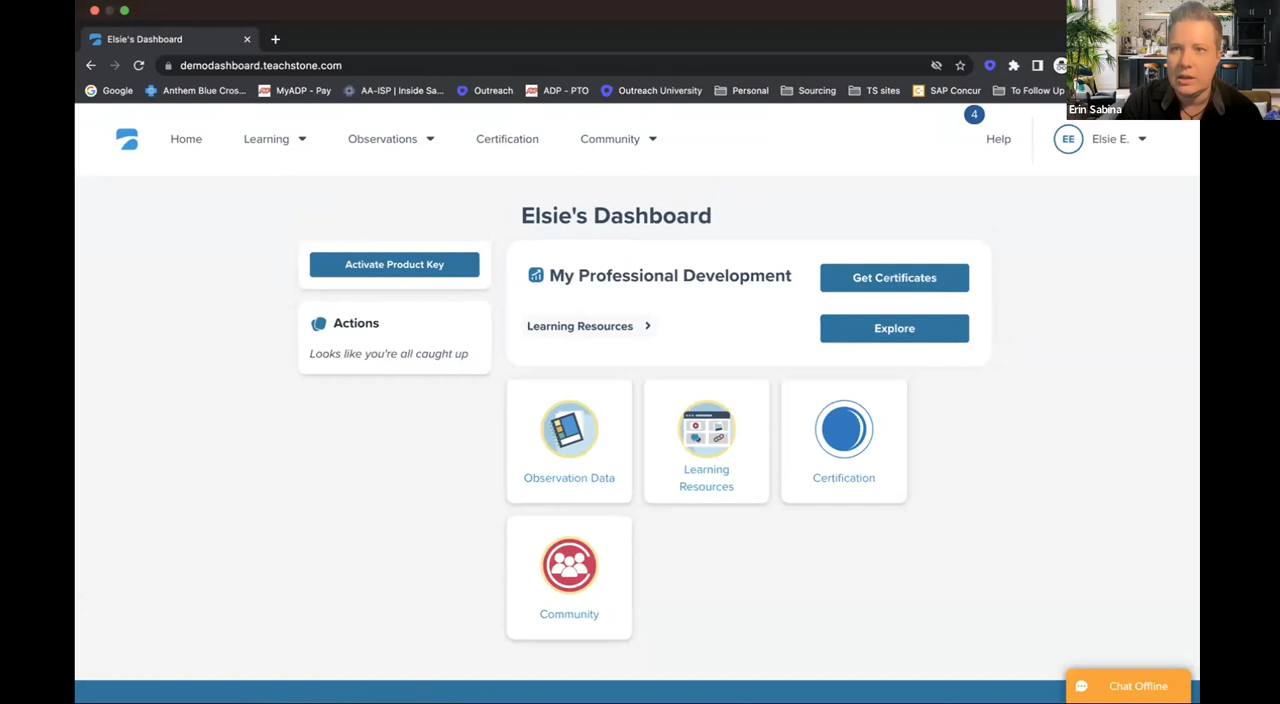 Elsie's Dashboard
demodashboard.teachstone.com
Google Anthem Blue Cros... MyADP - Pay AA-ISP | Inside Sa... Outreach ADP - PTO Outreach University Personal Sourcing TS sites SAP Concur To Follow Up
Erin Sabina
4
Home Learning Observations Certification Community Help EE Elsie E.
Elsie's Dashboard
Activate Product Key
My Professional Development Get Certificates
Actions
Learning Resources Explore
Looks like you're all caught up
Observation Data
Learning
Resources
Certification
Community
Chat Offline